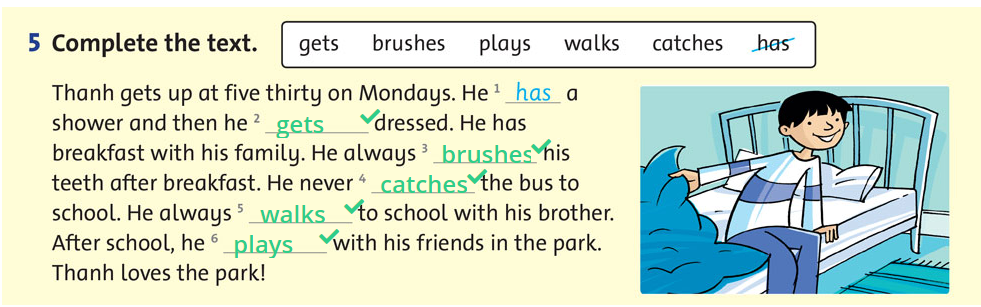 5 Complete the text.
gets brushes plays walks catches has
Thanh gets up at five thirty on Mondays. He 1 has a
shower and then he 2 gets dressed. He has
breakfast with his family. He always 3 brushes his
teeth after breakfast. He never 4 catches the bus to
school. He always 5 walks to school with his brother.
After school, he 6 plays with his friends in the park.
Thanh loves the park!